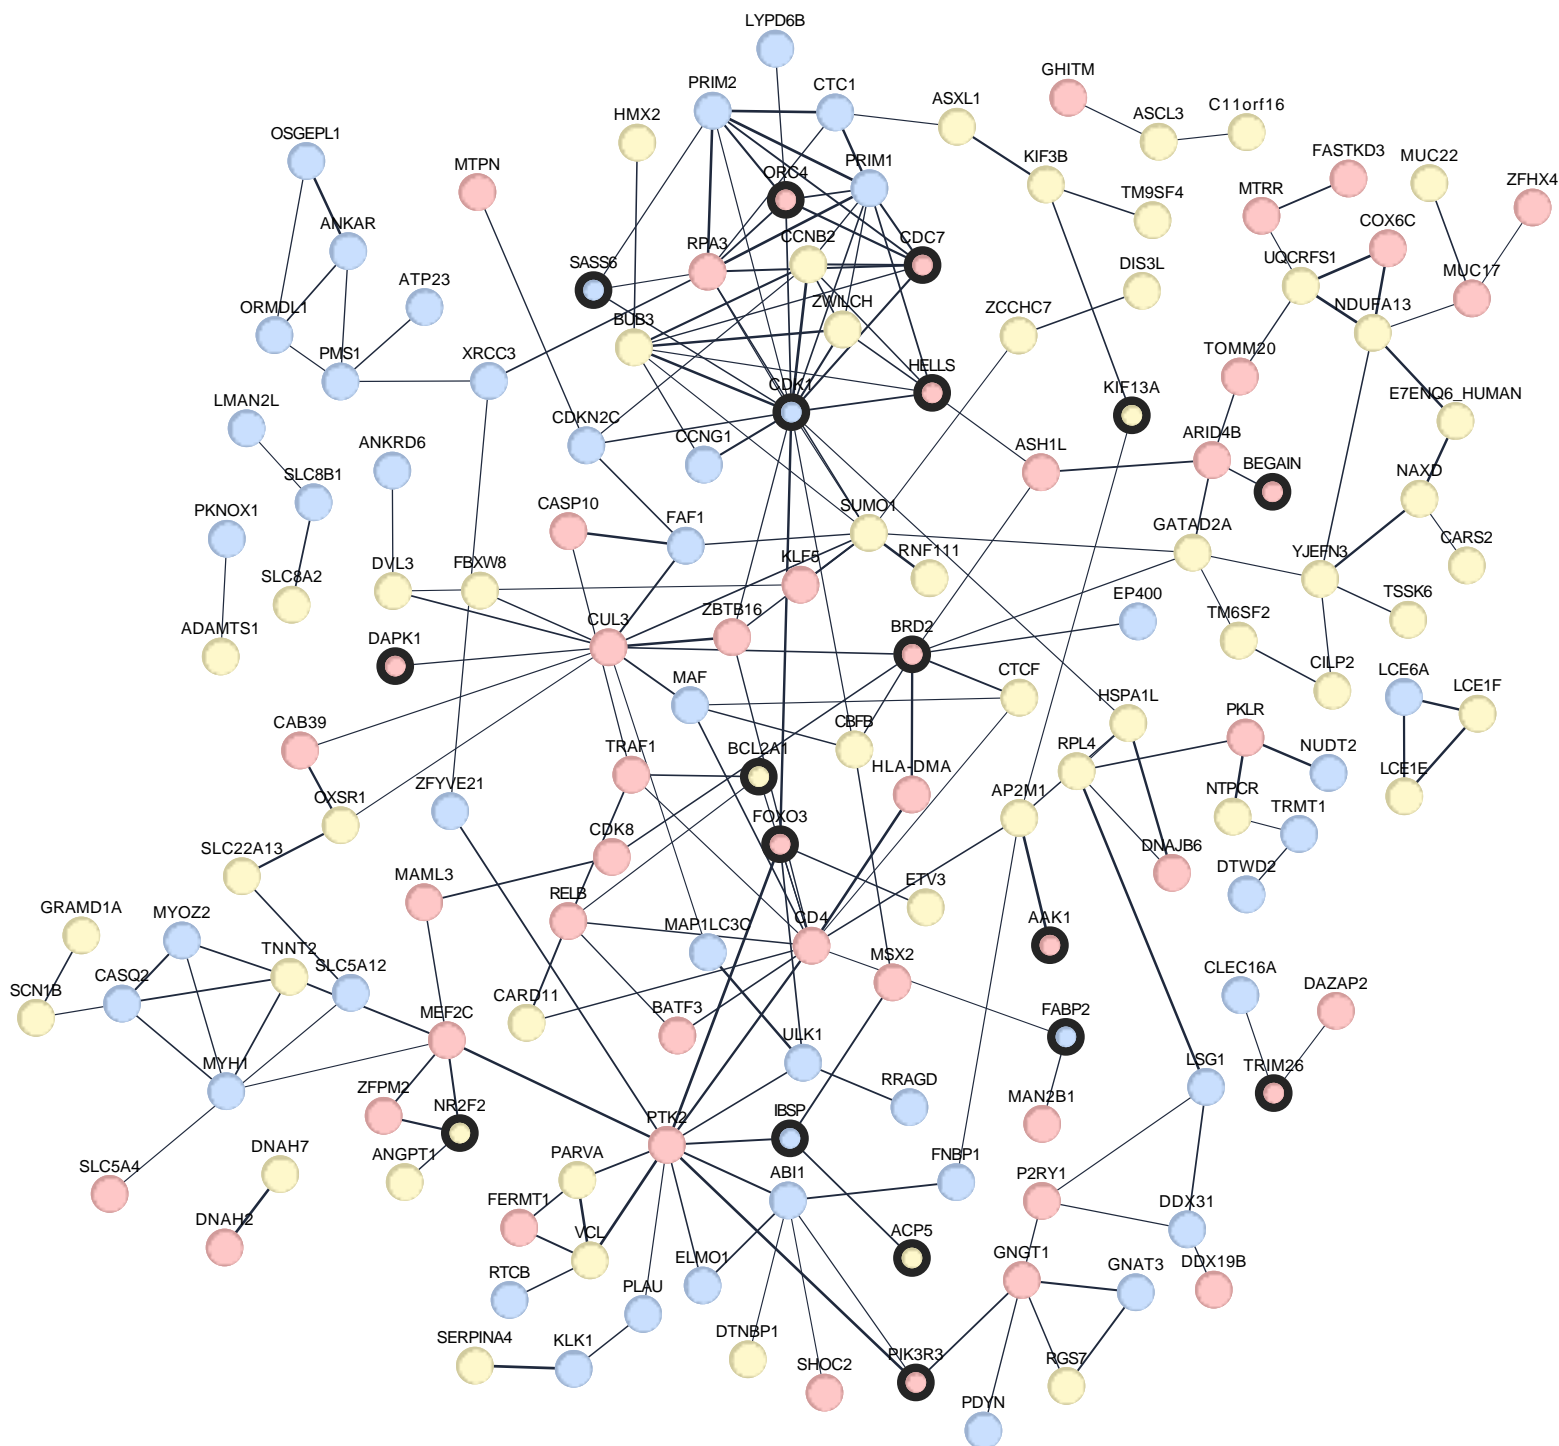 LYPD6B
PRIM2
CTC1
GHITM
ASXL1
ASCL3
C11orf16
HMX2
OSGEPL1
MTPN
ORC4
PRIM1
KIF3B
FASTKD3
MUC22
ZFHX4
MTRR
TM9SF4
ANKAR
RPA3
CCNB2
CDC7
COX6C
SASS6
UQCRFS1
MUC17
ATP23
DIS3L
NDUFA13
ORMDL1
BUB3
ZWILCH
ZCCHC7
PMS1
XRCC3
TOMM20
HELLS
CDK1
KIF13A
E7ENQ6_HUMAN
LMAN2L
CDKN2C
CCNG1
ANKRD6
ASH1L
ARID4B
BEGAIN
SLC8B1
NAXD
PKNOX1
CASP10
FAF1
SUMO1
GATAD2A
CARS2
RNF111
YJEFN3
SLC8A2
DVL3
FBXW8
KLF5
TSSK6
EP400
ADAMTS1
CUL3
ZBTB16
BRD2
TM6SF2
DAPK1
CILP2
MAF
CTCF
HSPA1L
LCE6A
LCE1F
CAB39
TRAF1
BCL2A1
CBFB
PKLR
NUDT2
RPL4
HLA-DMA
LCE1E
OXSR1
ZFYVE21
AP2M1
NTPCR
TRMT1
FOXO3
CDK8
SLC22A13
DNAJB6
DTWD2
MAML3
RELB
ETV3
GRAMD1A
MYOZ2
MAP1LC3C
CD4
AAK1
TNNT2
SLC5A12
MSX2
CLEC16A
SCN1B
CASQ2
DAZAP2
CARD11
BATF3
MEF2C
FABP2
ULK1
MYH1
LSG1
TRIM26
ZFPM2
NR2F2
RRAGD
MAN2B1
PTK2
IBSP
SLC5A4
DNAH7
ANGPT1
PARVA
ABI1
FNBP1
P2RY1
FERMT1
DDX31
DNAH2
VCL
ACP5
RTCB
ELMO1
GNGT1
GNAT3
DDX19B
PLAU
SERPINA4
KLK1
DTNBP1
SHOC2
PIK3R3
RGS7
PDYN